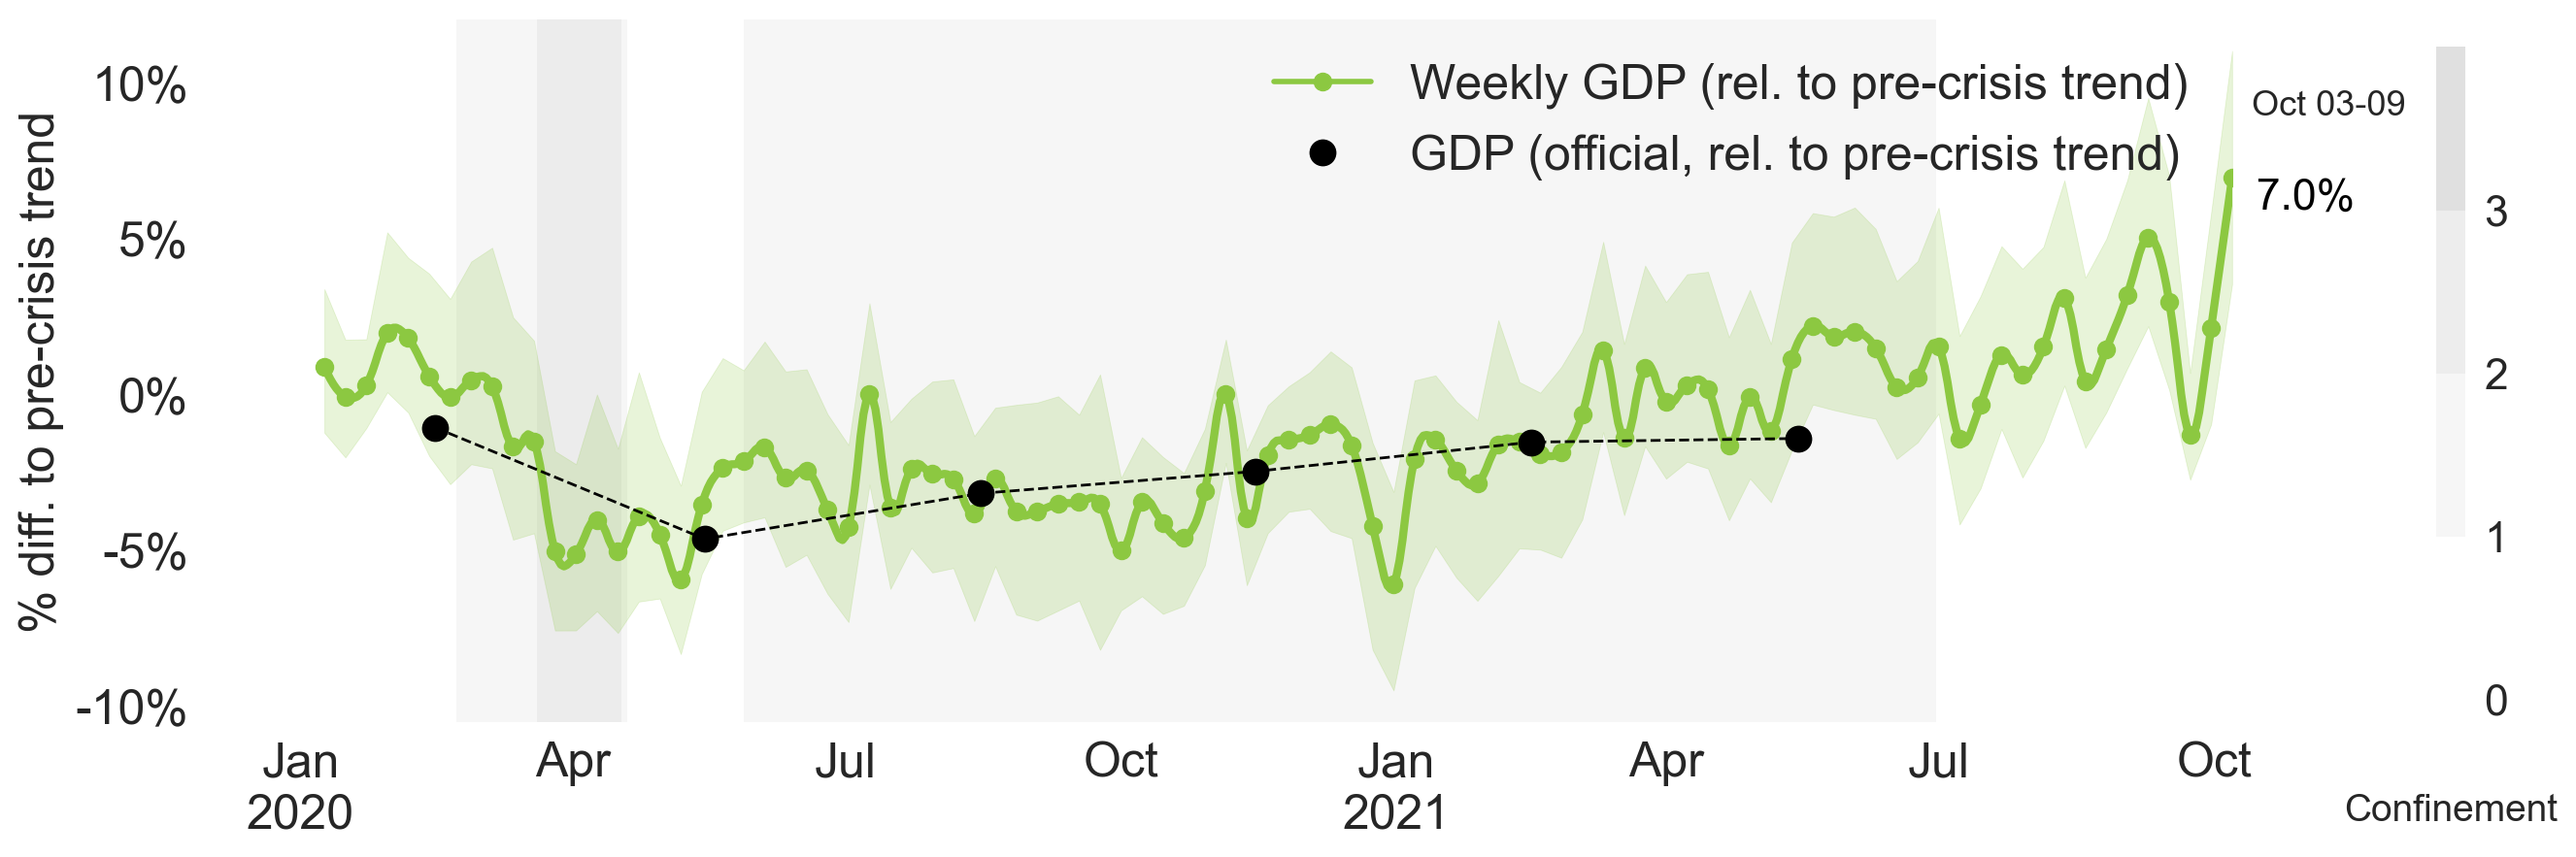 % diff. to pre-crisis trend
10%
5%
0%
-5%
-10%
Weekly GDP (rel. to pre-crisis trend)
GDP (official, rel. to pre-crisis trend)
Oct 03-09
7.0%
3
2
1
0
Confinement
Jan Apr Jul Oct Jan Apr Jul Oct
2020 2021